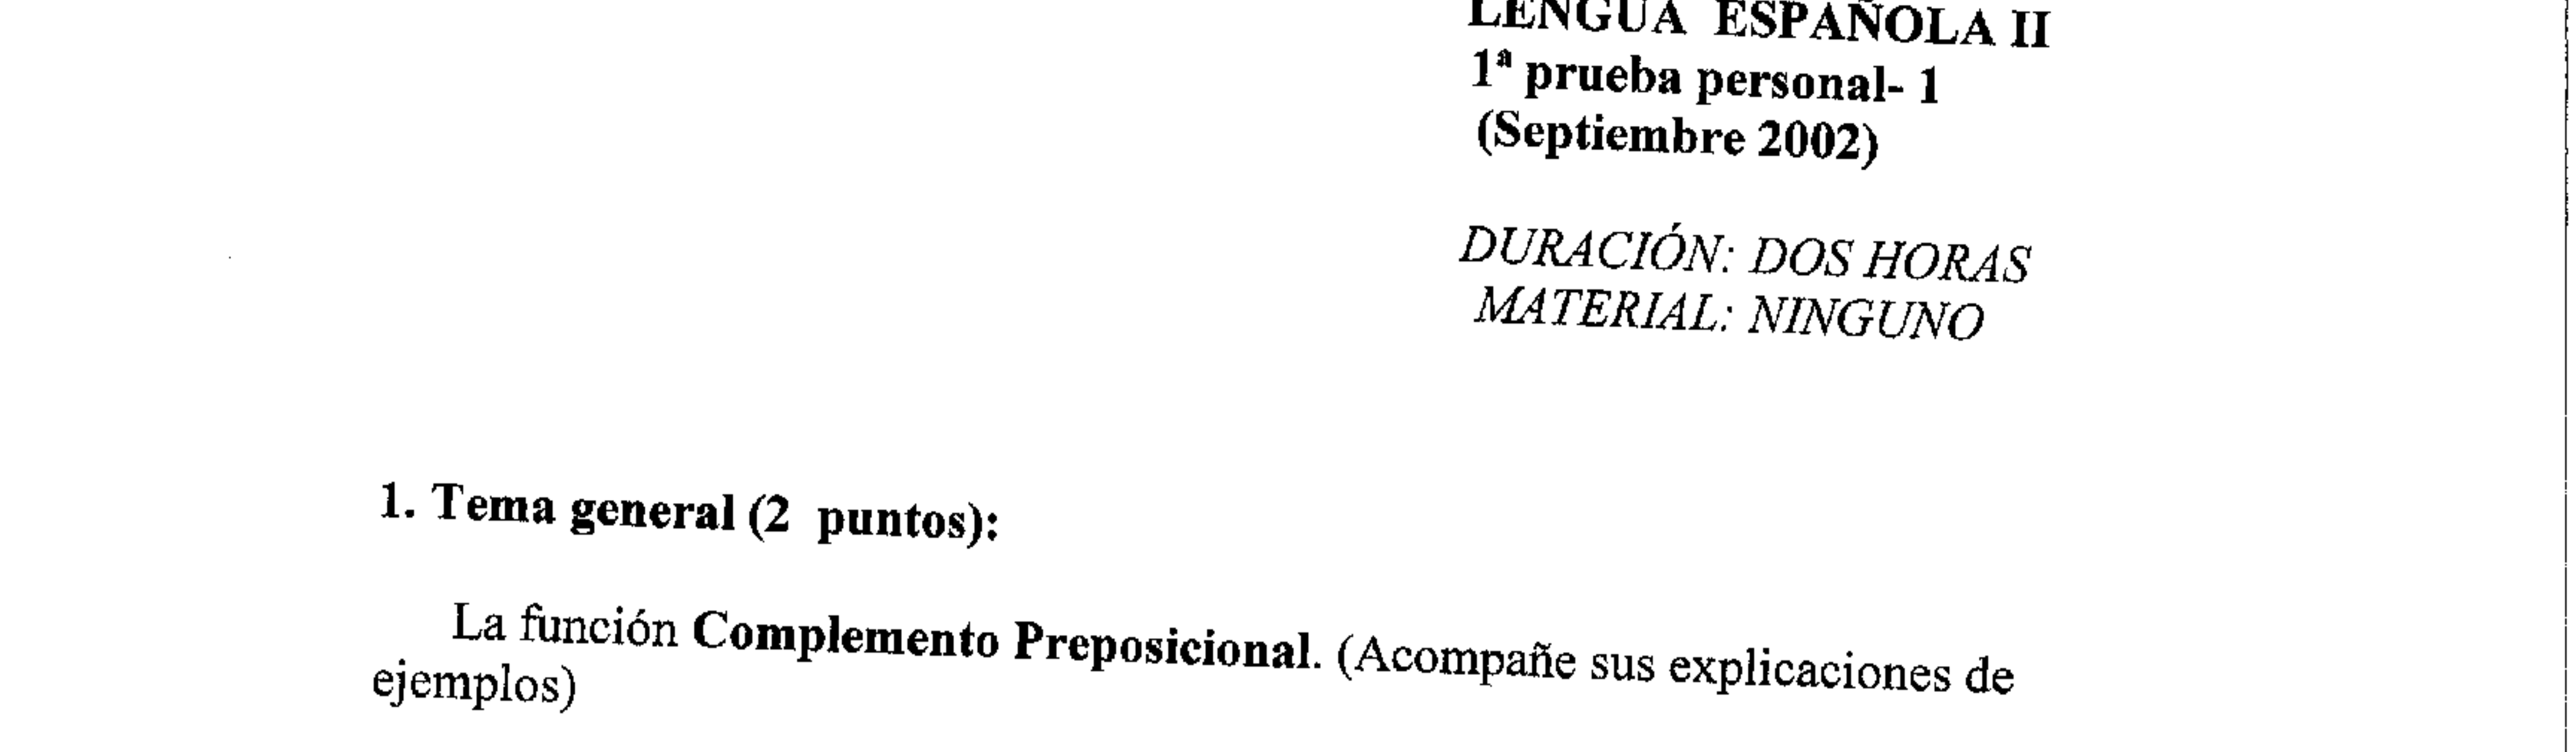 LENGUA ESPAÑOLA II
1ª prueba personal- 1
(Septiembre 2002)
DURACIÓN: DOS HORAS
MATERIAL: NINGUNO
1. Tema general (2 puntos):
La función Complemento Preposicional. (Acompañe sus explicaciones de
ejemplos)